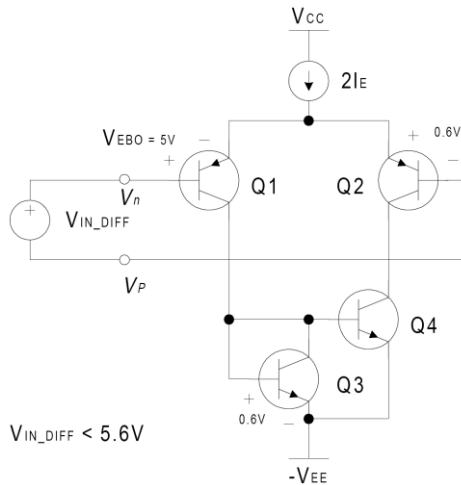 VCC
2IE
VEBO = 5V
+ −
+ 0.6V −
Q1
Q2
Vn
+
VIN_DIFF
VP
Q4
Q3
+ 0.6V −
VIN_DIFF < 5.6V
-VEE